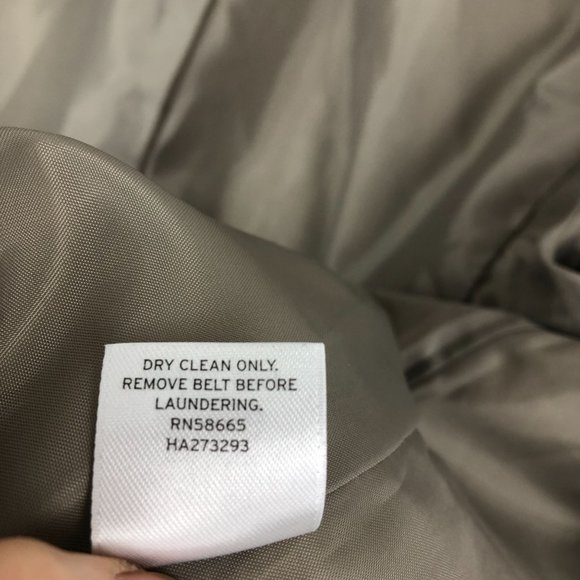 DRY CLEAN ONLY.
REMOVE BELT BEFORE
LAUNDERING.
RN58665
HA273293